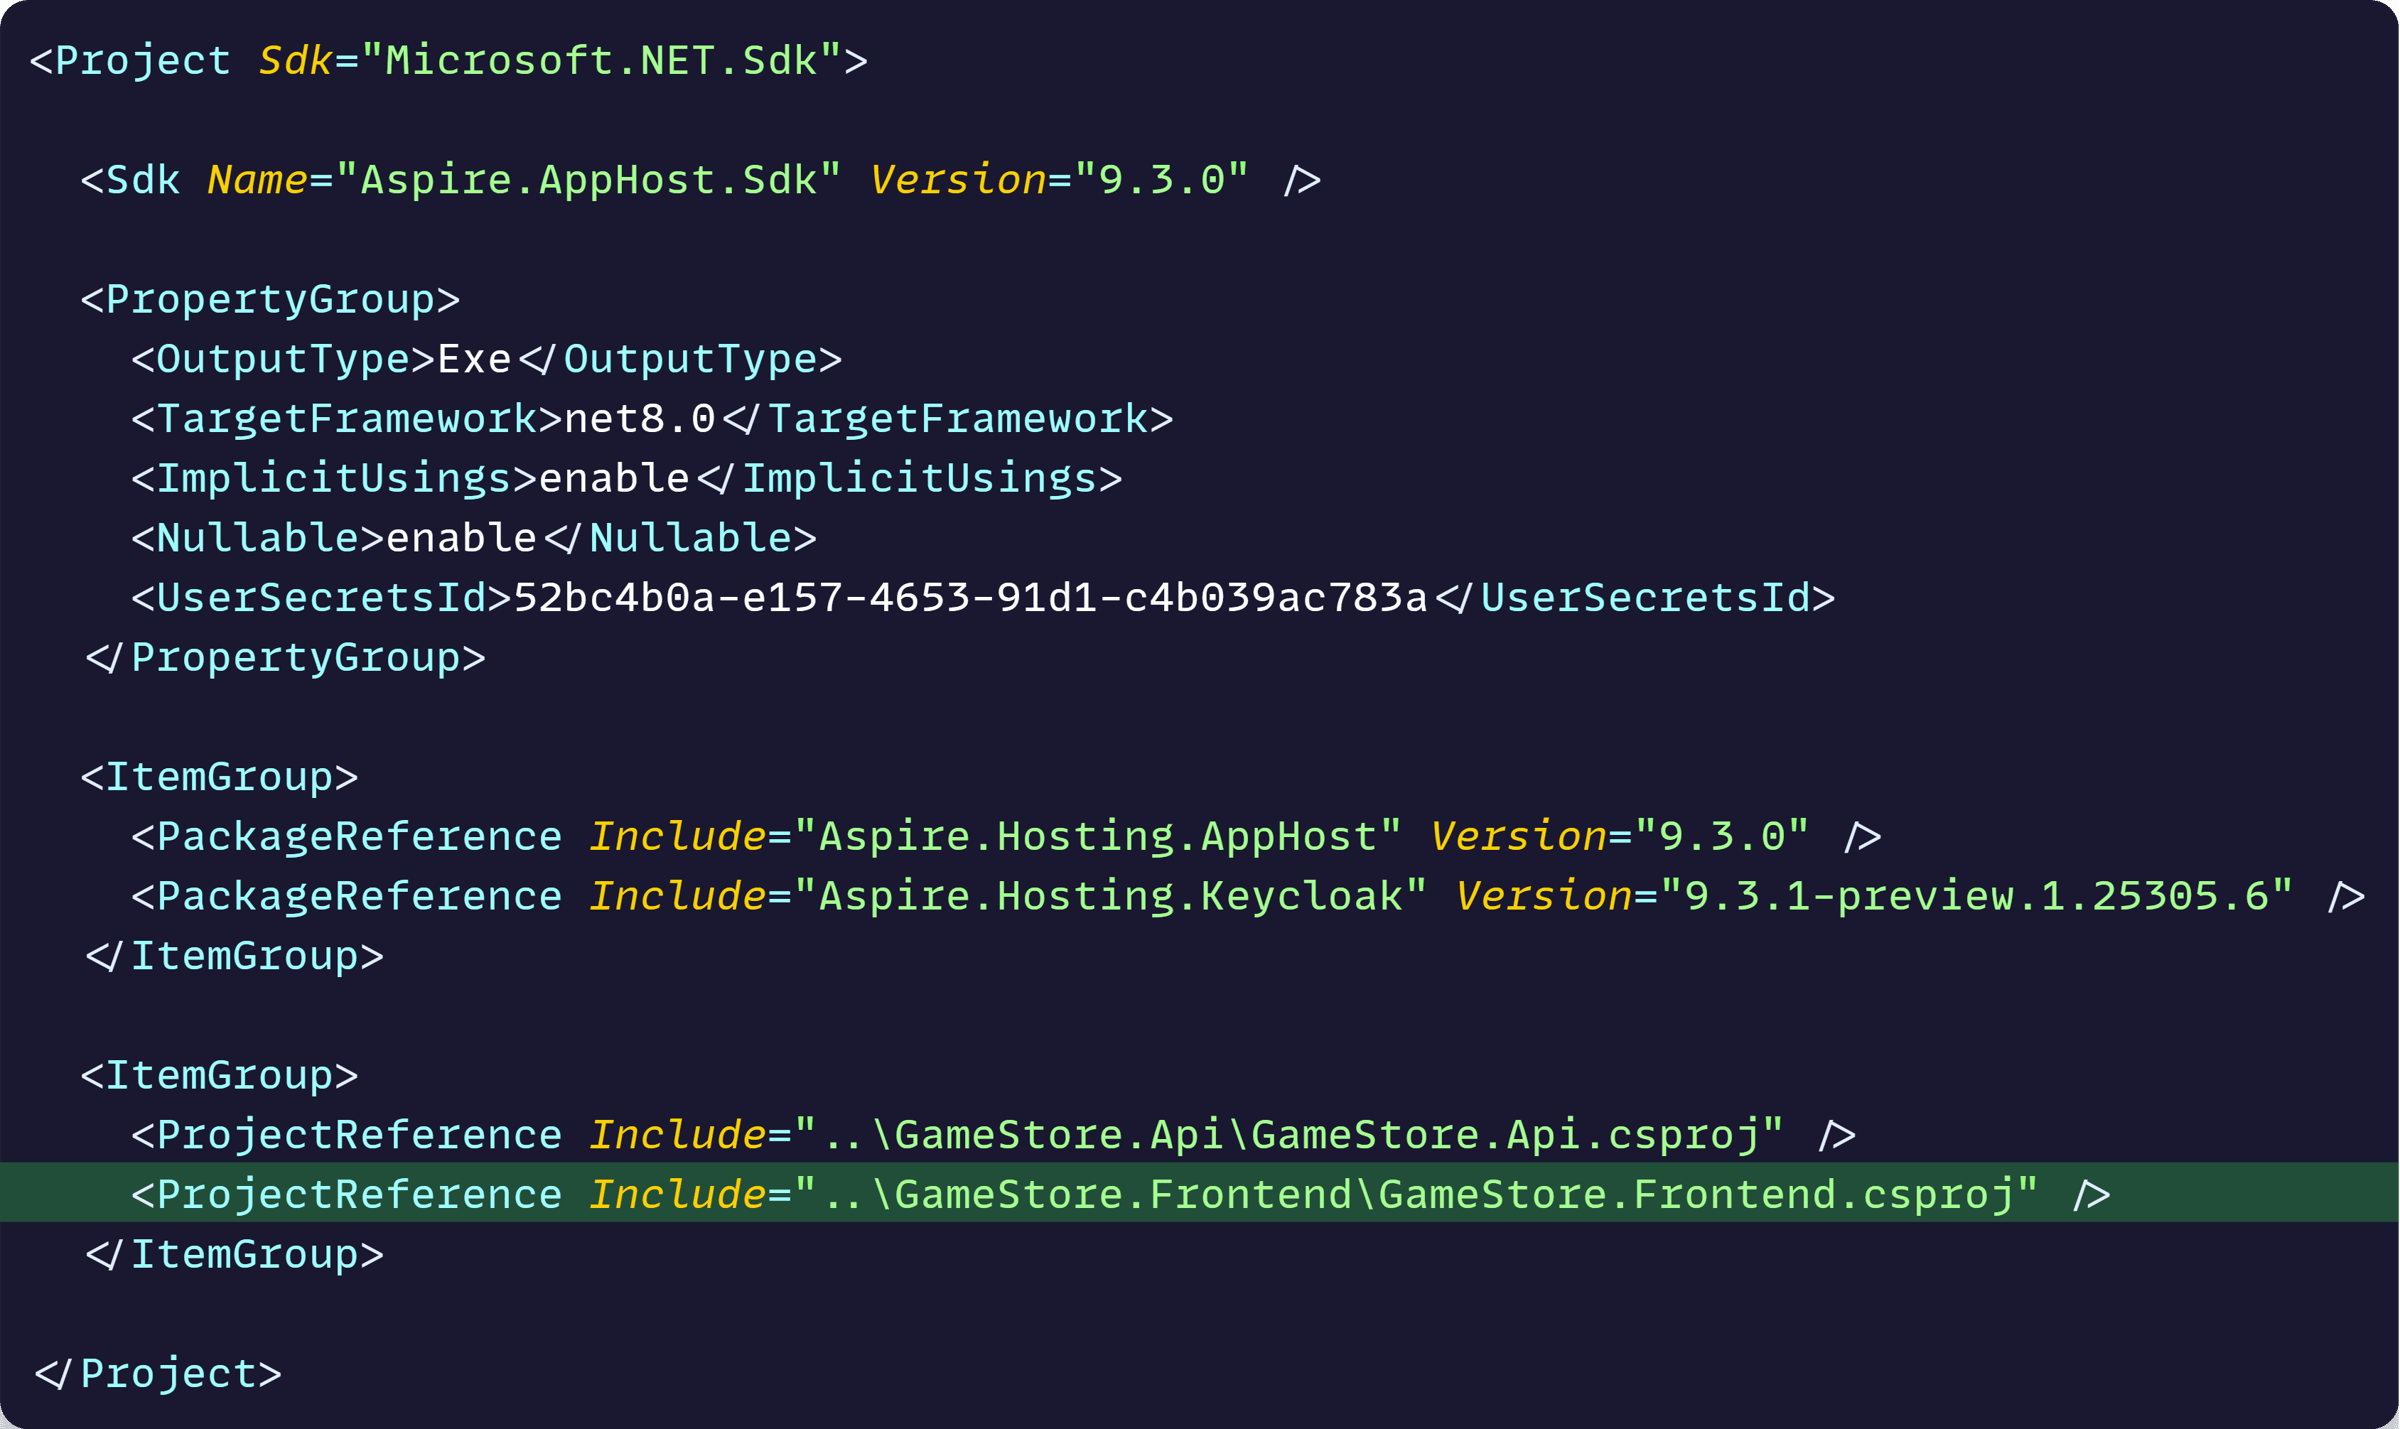 <Project Sdk="Microsoft.NET.Sdk">
<Sdk Name="Aspire.AppHost.Sdk" Version="9.3.0" />
<PropertyGroup>
<OutputType>Exe</OutputType>
<TargetFramework>net8.0</TargetFramework>
<ImplicitUsings>enable</ImplicitUsings>
<Nullable>enable</Nullable>
<UserSecretsId>52bc4b0a-e157-4653-91d1-c4b039ac783a</UserSecretsId>
</PropertyGroup>
<ItemGroup>
<PackageReference Include="Aspire.Hosting.AppHost" Version="9.3.0" />
<PackageReference Include="Aspire.Hosting.Keycloak" Version="9.3.1-preview.1.25305.6" />
</ItemGroup>
<ItemGroup>
<ProjectReference Include="..\GameStore.Api\GameStore.Api.csproj" />
<ProjectReference Include="..\GameStore.Frontend\GameStore.Frontend.csproj" />
</ItemGroup>
</Project>